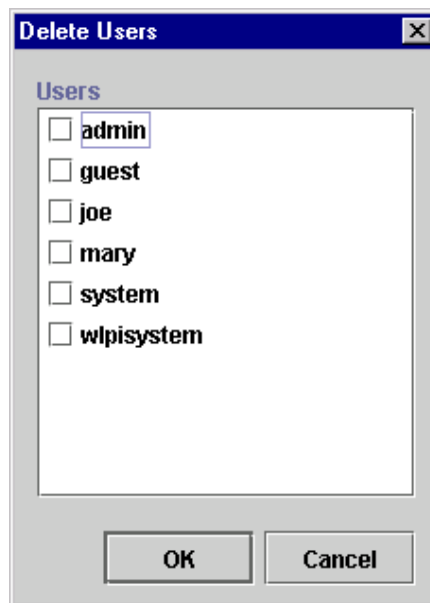 Delete Users
Users
admin
guest
joe
mary
system
wlpisystem
OK
Cancel